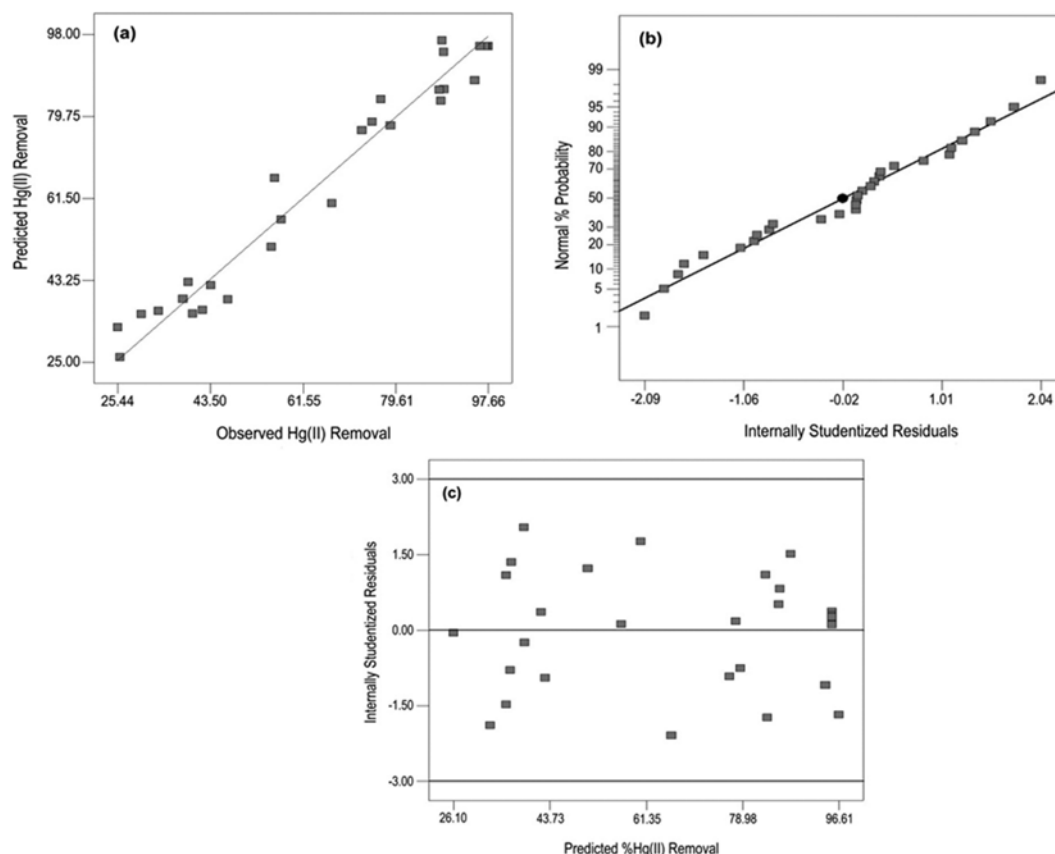 (a)
98.00
79.75
61.50
43.25
25.00
Predicted Hg(II) Removal
25.44 43.50 61.55 79.61 97.66
Observed Hg(II) Removal
(b)
99
95
90
80
70
50
30
20
10
5
1
Normal % Probability
-2.09 -1.06 -0.02 1.01 2.04
Internally Studentized Residuals
(c)
3.00
1.50
0.00
-1.50
-3.00
Internally Studentized Residuals
26.10 43.73 61.35 78.98 96.61
Predicted %Hg(II) Removal